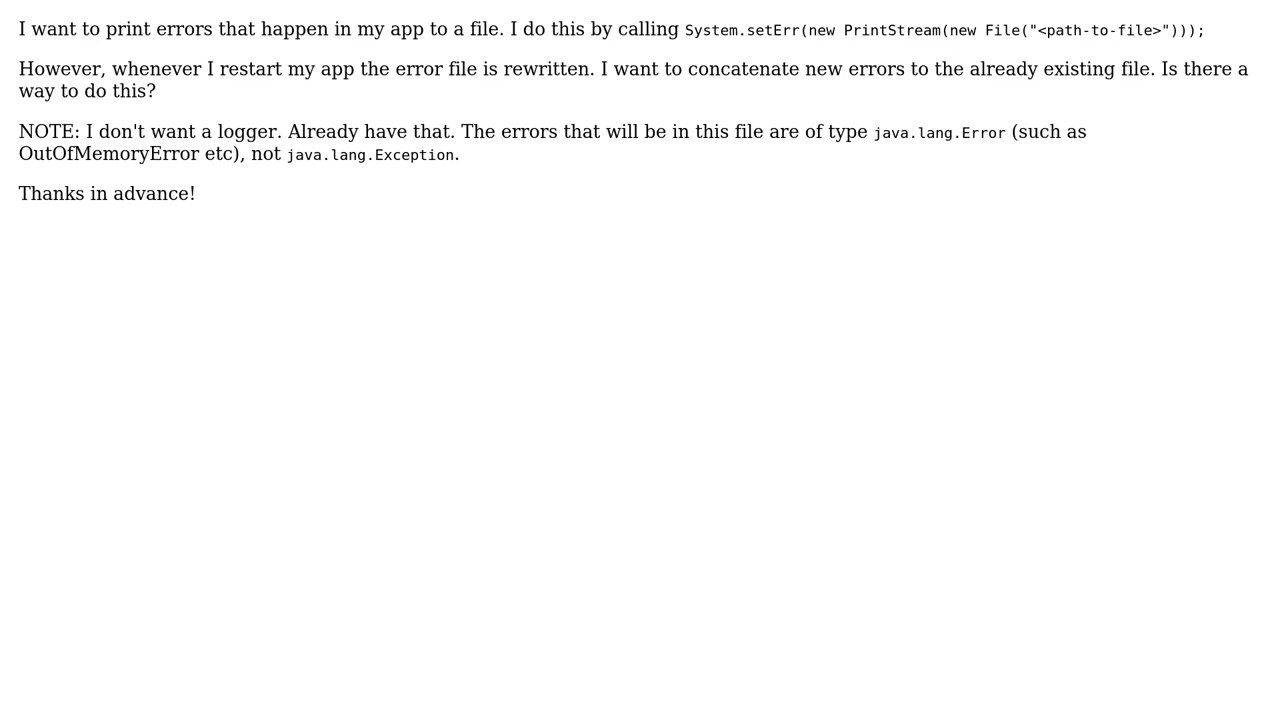 I want to print errors that happen in my app to a file. I do this by calling System.setErr(new PrintStream(new File("<path-to-file>")));
However, whenever I restart my app the error file is rewritten. I want to concatenate new errors to the already existing file. Is there a
way to do this?
NOTE: I don't want a logger. Already have that. The errors that will be in this file are of type java.lang.Error (such as
OutOfMemoryError etc), not java.lang.Exception.
Thanks in advance!